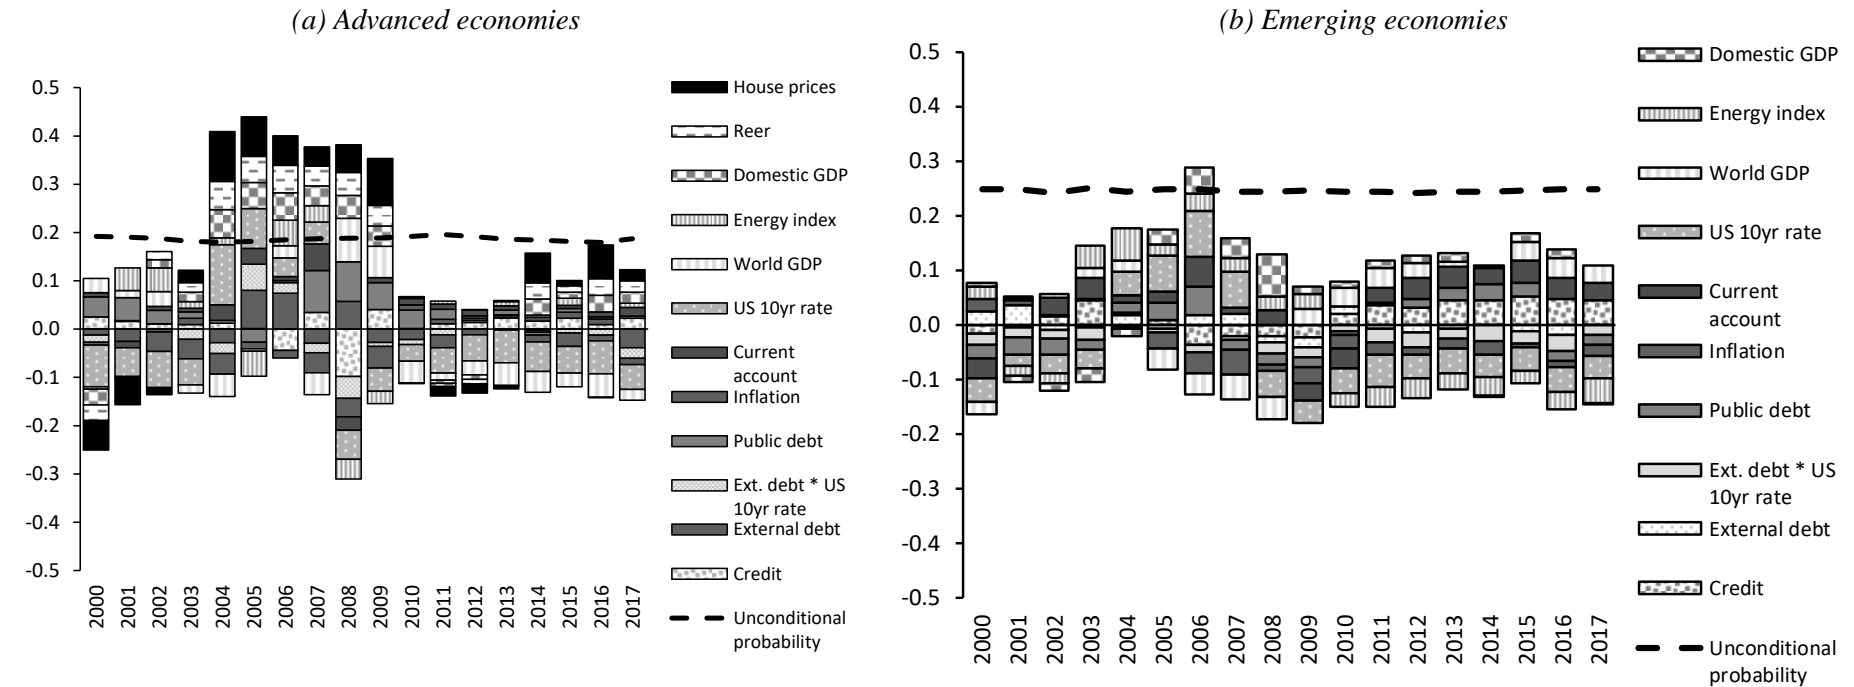 (a) Advanced economies
0.5
0.4
0.3
0.2
0.1
0.0
-0.1
-0.2
-0.3
-0.4
-0.5
2000
2001
2002
2003
2004
2005
2006
2007
2008
2009
2010
2011
2012
2013
2014
2015
2016
2017
House prices
Reer
Domestic GDP
Energy index
World GDP
US 10yr rate
Current
account
Inflation
Public debt
Ext. debt * US
10yr rate
External debt
Credit
Unconditional
probability
(b) Emerging economies
0.5
0.4
0.3
0.2
0.1
0.0
-0.1
-0.2
-0.3
-0.4
-0.5
2000
2001
2002
2003
2004
2005
2006
2007
2008
2009
2010
2011
2012
2013
2014
2015
2016
2017
Domestic GDP
Energy index
World GDP
US 10yr rate
Current
account
Inflation
Public debt
Ext. debt * US
10yr rate
External debt
Credit
Unconditional
probability